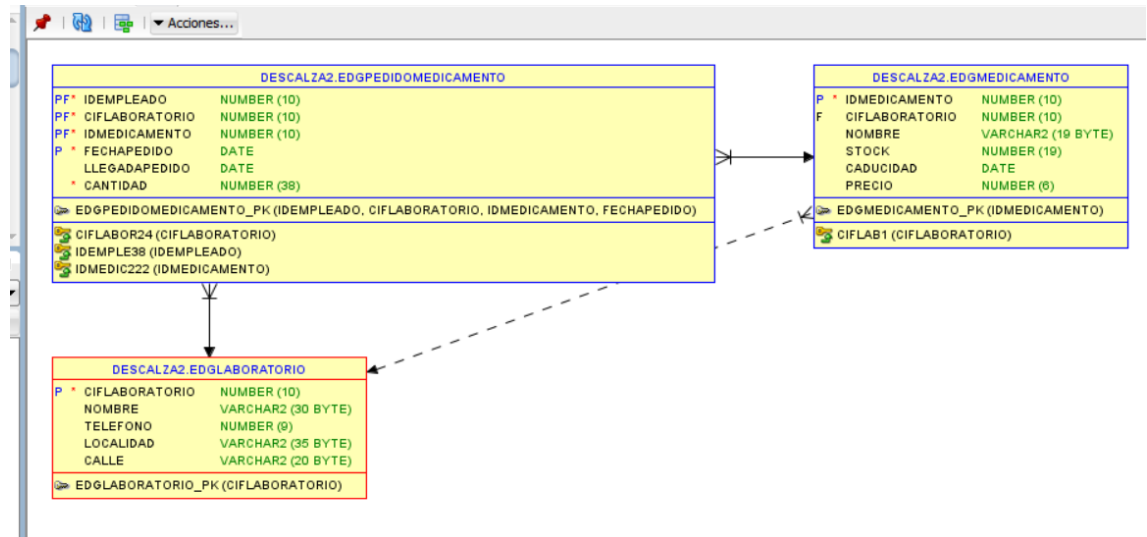 Acciones...
DESCALZA2.EDGPEDIDOMEDICAMENTO
PF* IDEMPLEADO NUMBER (10)
PF* CIFLABORATORIO NUMBER (10)
PF* IDMEDICAMENTO NUMBER (10)
P * FECHAPEDIDO DATE
LLEGADAPEDIDO DATE
* CANTIDAD NUMBER (38)
EDGPEDIDOMEDICAMENTO_PK (IDEMPLEADO, CIFLABORATORIO, IDMEDICAMENTO, FECHAPEDIDO)
CIFLABOR24 (CIFLABORATORIO)
IDEMPLE38 (IDEMPLEADO)
IDMEDIC222 (IDMEDICAMENTO)
DESCALZA2.EDGMEDICAMENTO
P * IDMEDICAMENTO NUMBER (10)
F CIFLABORATORIO NUMBER (10)
NOMBRE VARCHAR2 (19 BYTE)
STOCK NUMBER (19)
CADUCIDAD DATE
PRECIO NUMBER (6)
EDGMEDICAMENTO_PK (IDMEDICAMENTO)
CIFLAB1 (CIFLABORATORIO)
DESCALZA2.EDGLABORATORIO
P * CIFLABORATORIO NUMBER (10)
NOMBRE VARCHAR2 (30 BYTE)
TELEFONO NUMBER (9)
LOCALIDAD VARCHAR2 (35 BYTE)
CALLE VARCHAR2 (20 BYTE)
EDGLABORATORIO_PK (CIFLABORATORIO)